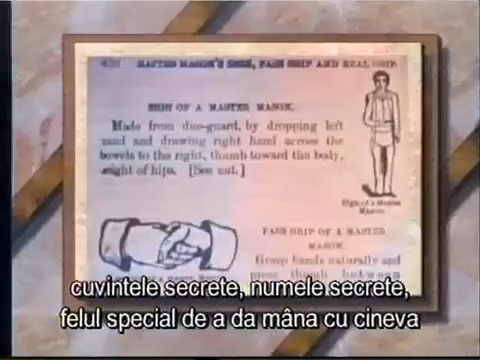 MASTER MASON'S SIGN, PASS GRIP AND REAL GRIP.
SIGN OF A MASTER MASON.
Made from due-guard, by dropping left
hand and drawing right hand across the
bowels to the right, thumb toward the body,
height of hips. [See cut.]
Sign of a Master
Mason.
PASS GRIP OF A MASTER
MASON.
Grasp hands naturally and
press thumb between
cuvintele secrete, numele secrete,
felul special de a da mâna cu cineva